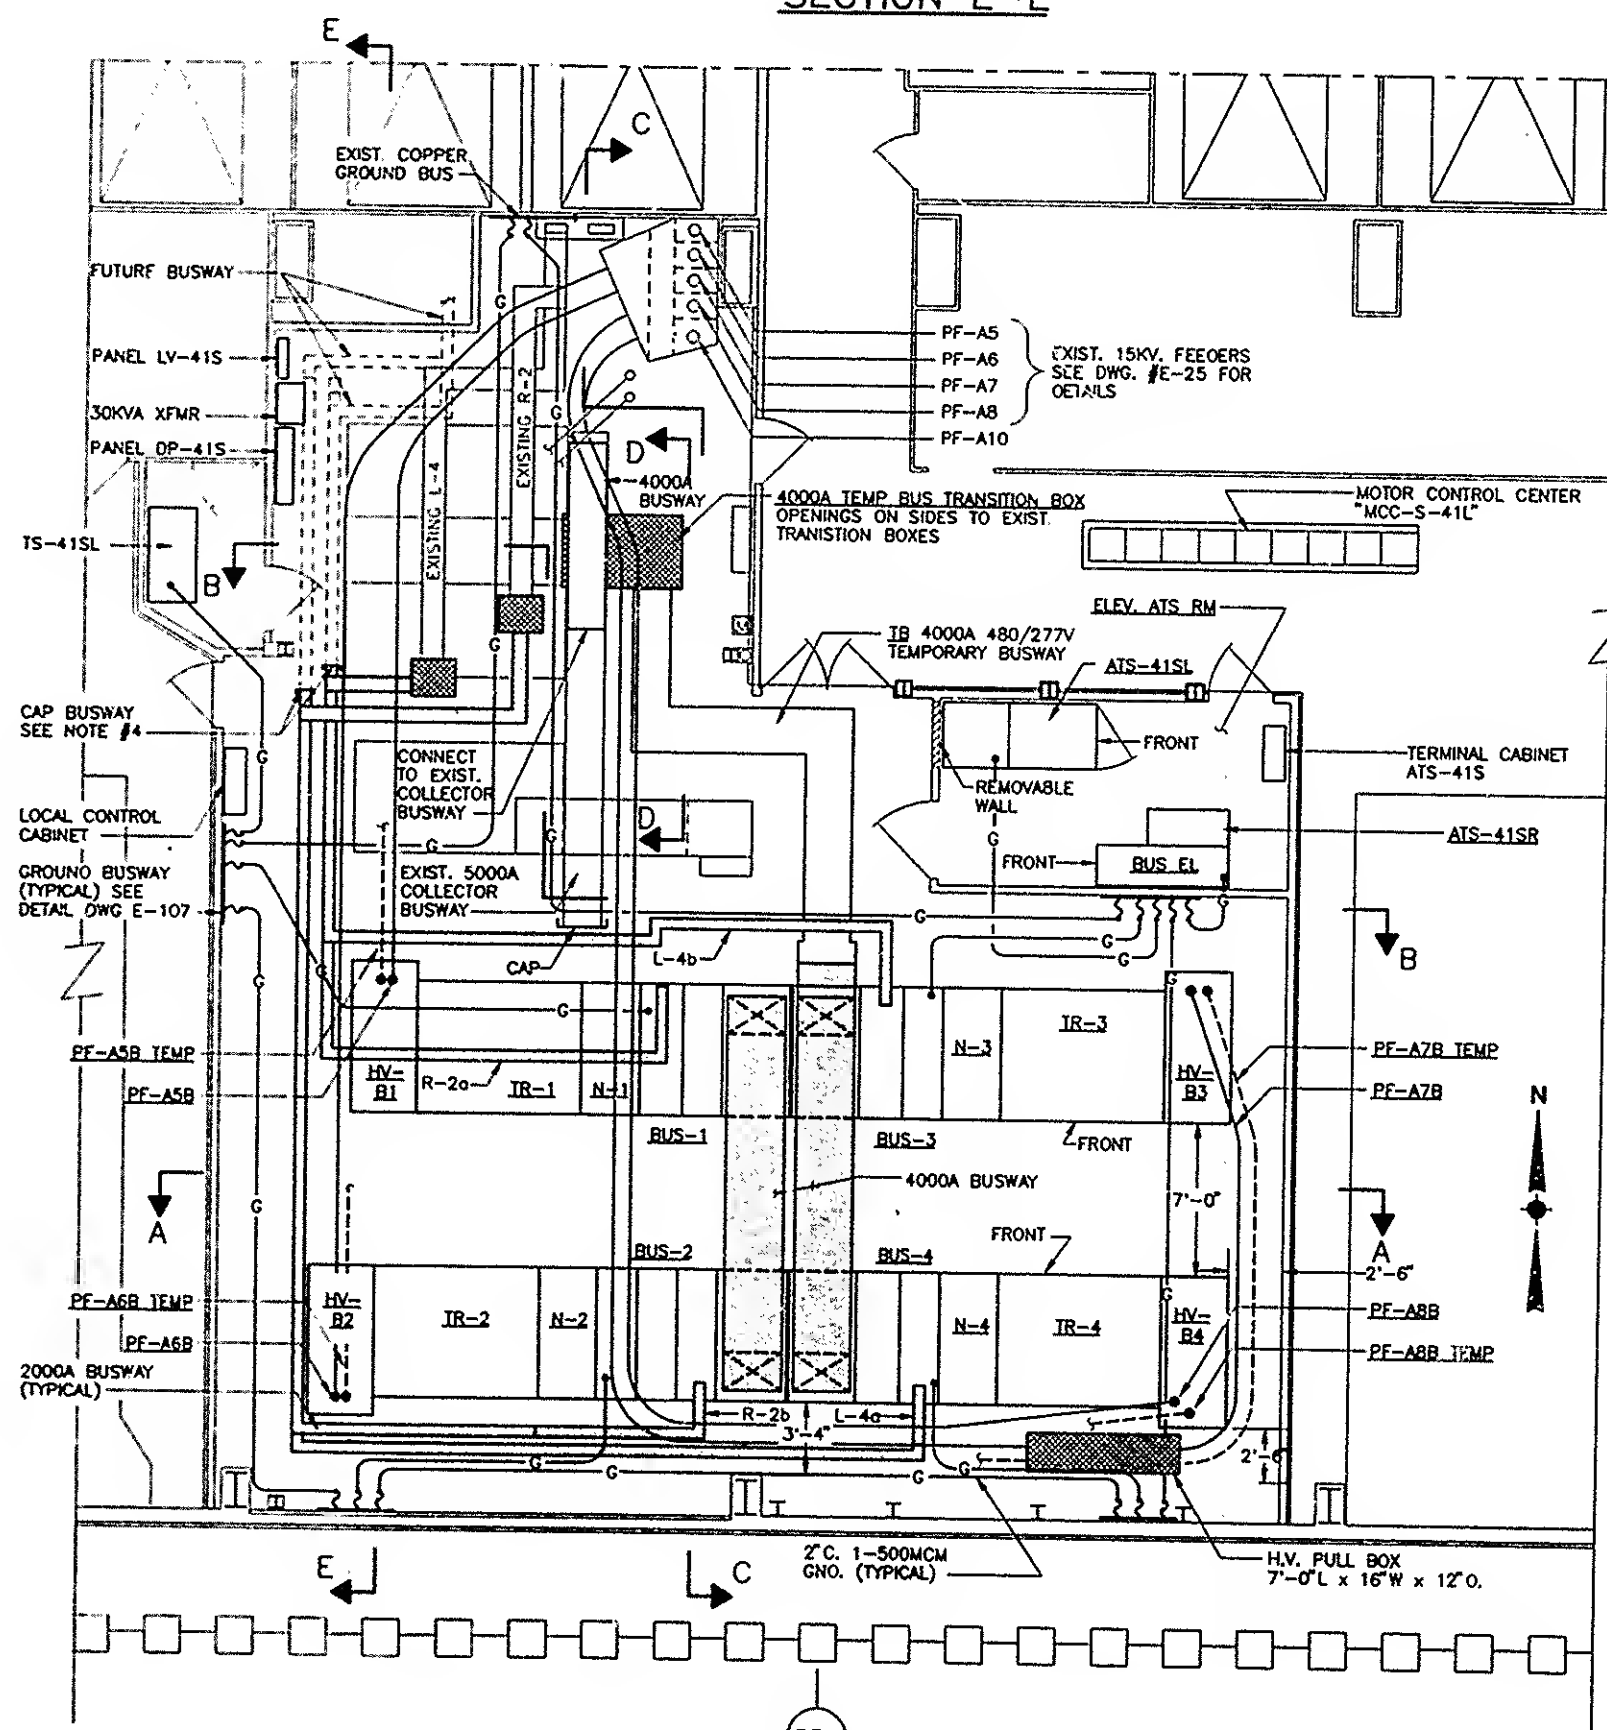 SECTION E-E
E
C
EXIST. COPPER
GROUND BUS
FUTURE BUSWAY
G
PANEL LV-41S
30KVA XFMR
PANEL DP-41S
EXISTING R-2
EXISTING L-4
G
PF-A5
PF-A6
PF-A7
PF-A8
PF-A10
EXIST. 15KV. FEEDERS
SEE DWG. #E-25 FOR
DETAILS
D
4000A
BUSWAY
4000A TEMP BUS TRANSITION BOX
OPENINGS ON SIDES TO EXIST.
TRANISTION BOXES
MOTOR CONTROL CENTER
"MCC-S-41L"
TS-41SL
B
ELEV. ATS RM
TB 4000A 480/277V
TEMPORARY BUSWAY
ATS-41SL
G
CAP BUSWAY
SEE NOTE #4
G
CONNECT
TO EXIST.
COLLECTOR
BUSWAY
FRONT
REMOVABLE
WALL
TERMINAL CABINET
ATS-41S
LOCAL CONTROL
CABINET
G
G
D
G
ATS-41SR
FRONT
BUS EL
GROUND BUSWAY
(TYPICAL) SEE
DETAIL DWG E-107
EXIST. 5000A
COLLECTOR
BUSWAY
G
G
G
G
B
CAP
L-4b
G
G
G
G
PF-A5B TEMP
PF-A5B
HV-
B1
R-2a
TR-1
N-1
N-3
TR-3
HV-
B3
PF-A7B TEMP
PF-A7B
N
BUS-1
BUS-3
FRONT
4000A BUSWAY
7'-0"
A
G
BUS-2
BUS-4
FRONT
A
2'-6"
PF-A6B TEMP
PF-A6B
HV-
B2
TR-2
N-2
N-4
TR-4
G
HV-
B4
PF-A8B
PF-A8B TEMP
2000A BUSWAY
(TYPICAL)
R-2b
L-4a
3'-4"
2'-6"
G
G
G
G
2"C. 1-500MCM
GND. (TYPICAL)
H.V. PULL BOX
7'-0"L x 16"W x 12"D.
E
C